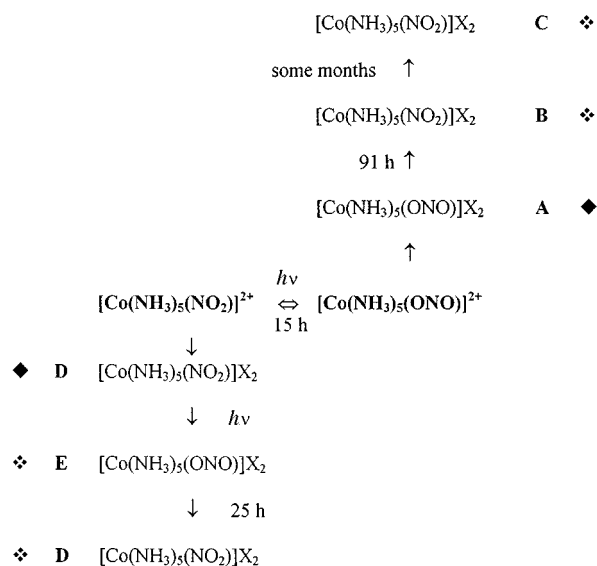 [Co(NH₃)₅(NO₂)]X₂ C ❖
some months ↑
[Co(NH₃)₅(NO₂)]X₂ B ❖
91 h ↑
[Co(NH₃)₅(ONO)]X₂ A ◆
↑
hν
[Co(NH₃)₅(NO₂)]²⁺ ⇔ [Co(NH₃)₅(ONO)]²⁺
15 h
↓
◆ D [Co(NH₃)₅(NO₂)]X₂
↓ hν
❖ E [Co(NH₃)₅(ONO)]X₂
↓ 25 h
❖ D [Co(NH₃)₅(NO₂)]X₂